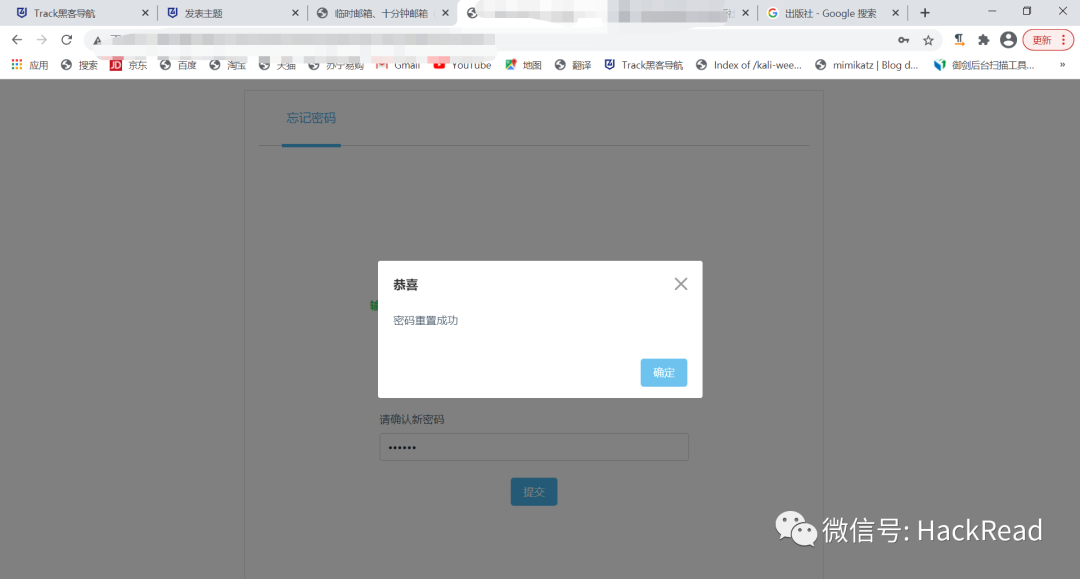 Track黑客导航
发表主题
临时邮箱、十分钟邮箱
出版社 - Google 搜索
更新
应用 搜索 京东 百度 淘宝 天猫 苏宁易购 Gmail YouTube 地图 翻译 Track黑客导航 Index of /kali-wee... mimikatz | Blog d... 御剑后台扫描工具... »
忘记密码
恭喜
密码重置成功
确定
请确认新密码
••••••
提交
微信号: HackRead